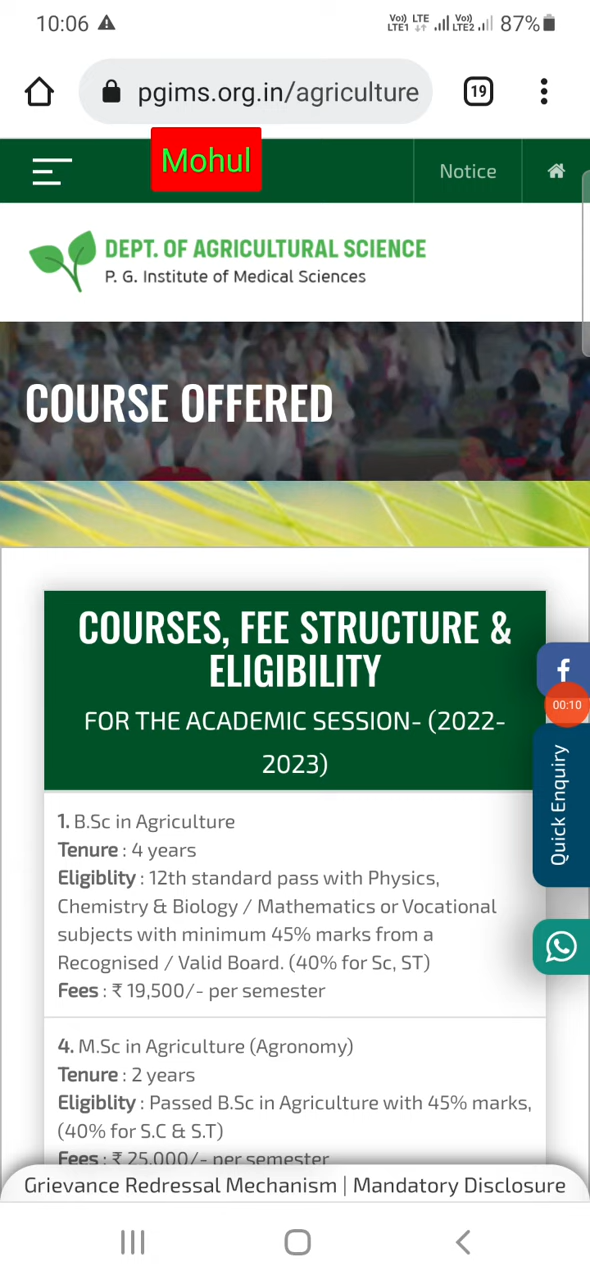 10:06
Vo)) LTE Vo))
LTE1 LTE2 87%
pgims.org.in/agriculture
19
Mohul
Notice
DEPT. OF AGRICULTURAL SCIENCE
P. G. Institute of Medical Sciences
COURSE OFFERED
COURSES, FEE STRUCTURE &
ELIGIBILITY
FOR THE ACADEMIC SESSION- (2022-
2023)
f
00:10
Quick Enquiry
1. B.Sc in Agriculture
Tenure : 4 years
Eligiblity : 12th standard pass with Physics,
Chemistry & Biology / Mathematics or Vocational
subjects with minimum 45% marks from a
Recognised / Valid Board. (40% for Sc, ST)
Fees : ₹ 19,500/- per semester
4. M.Sc in Agriculture (Agronomy)
Tenure : 2 years
Eligiblity : Passed B.Sc in Agriculture with 45% marks,
(40% for S.C & S.T)
Fees : ₹ 25,000/- per semester
Grievance Redressal Mechanism | Mandatory Disclosure